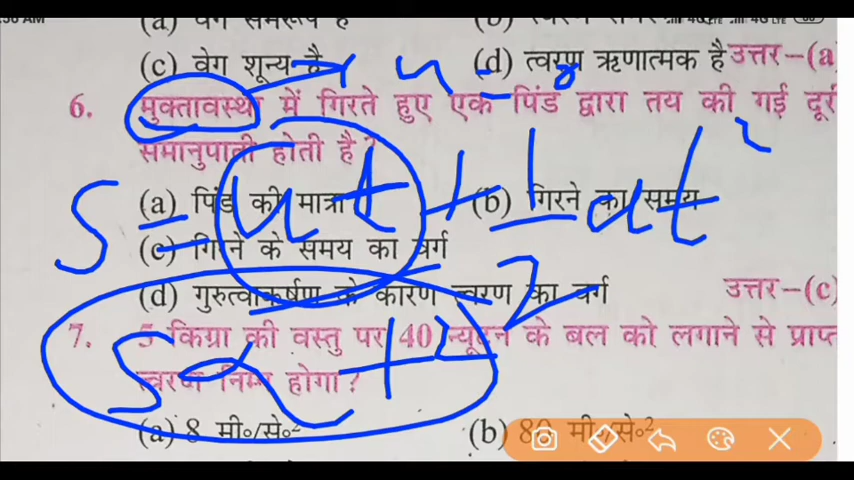 (a) वेग समरूप है
(c) वेग शून्य है (d) त्वरण ऋणात्मक है उत्तर–(a)
u = 0
6. मुक्तावस्था में गिरते हुए एक पिंड द्वारा तय की गई दूरी
समानुपाती होती है?
(a) पिंड की मात्रा (b) गिरने का समय
S = ut + 1/2 at²
(c) गिरने के समय का वर्ग
(d) गुरुत्वाकर्षण के कारण त्वरण का वर्ग उत्तर–(c)
7. 5 किग्रा की वस्तु पर 40 न्यूटन के बल को लगाने से प्राप्त
त्वरण निम्न होगा?
S ∝ t²
(a) 8 मी०/से०² (b) 80 मी०/से०²